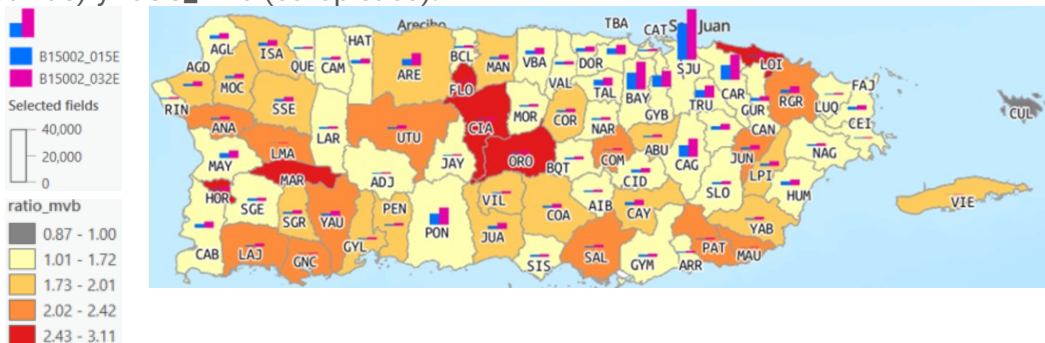 B15002_015E
B15002_032E
Selected fields
40,000
20,000
0
ratio_mvb
0.87 - 1.00
1.01 - 1.72
1.73 - 2.01
2.02 - 2.42
2.43 - 3.11
Arecibo TBA CAT San Juan
AGL ISA HAT BCL
AGD QUE CAM ARE MAN VBA DOR SJU LOI
RIN MOC FLO VAL TAL BAY CAR FAJ
SSE MOR COR TRU GUR RGR LUQ
ANA LAR UTU CIA NAR GYB CAN CEI CUL
MAY LMA JAY ORO BQT COM ABU CAG JUN NAG
HOR MAR ADJ CID LPI
SGE SGR YAU PEN VIL AIB SLO HUM VIE
PON JUA COA CAY YAB
CAB LAJ GNC GYL SIS SAL GYM ARR PAT MAU